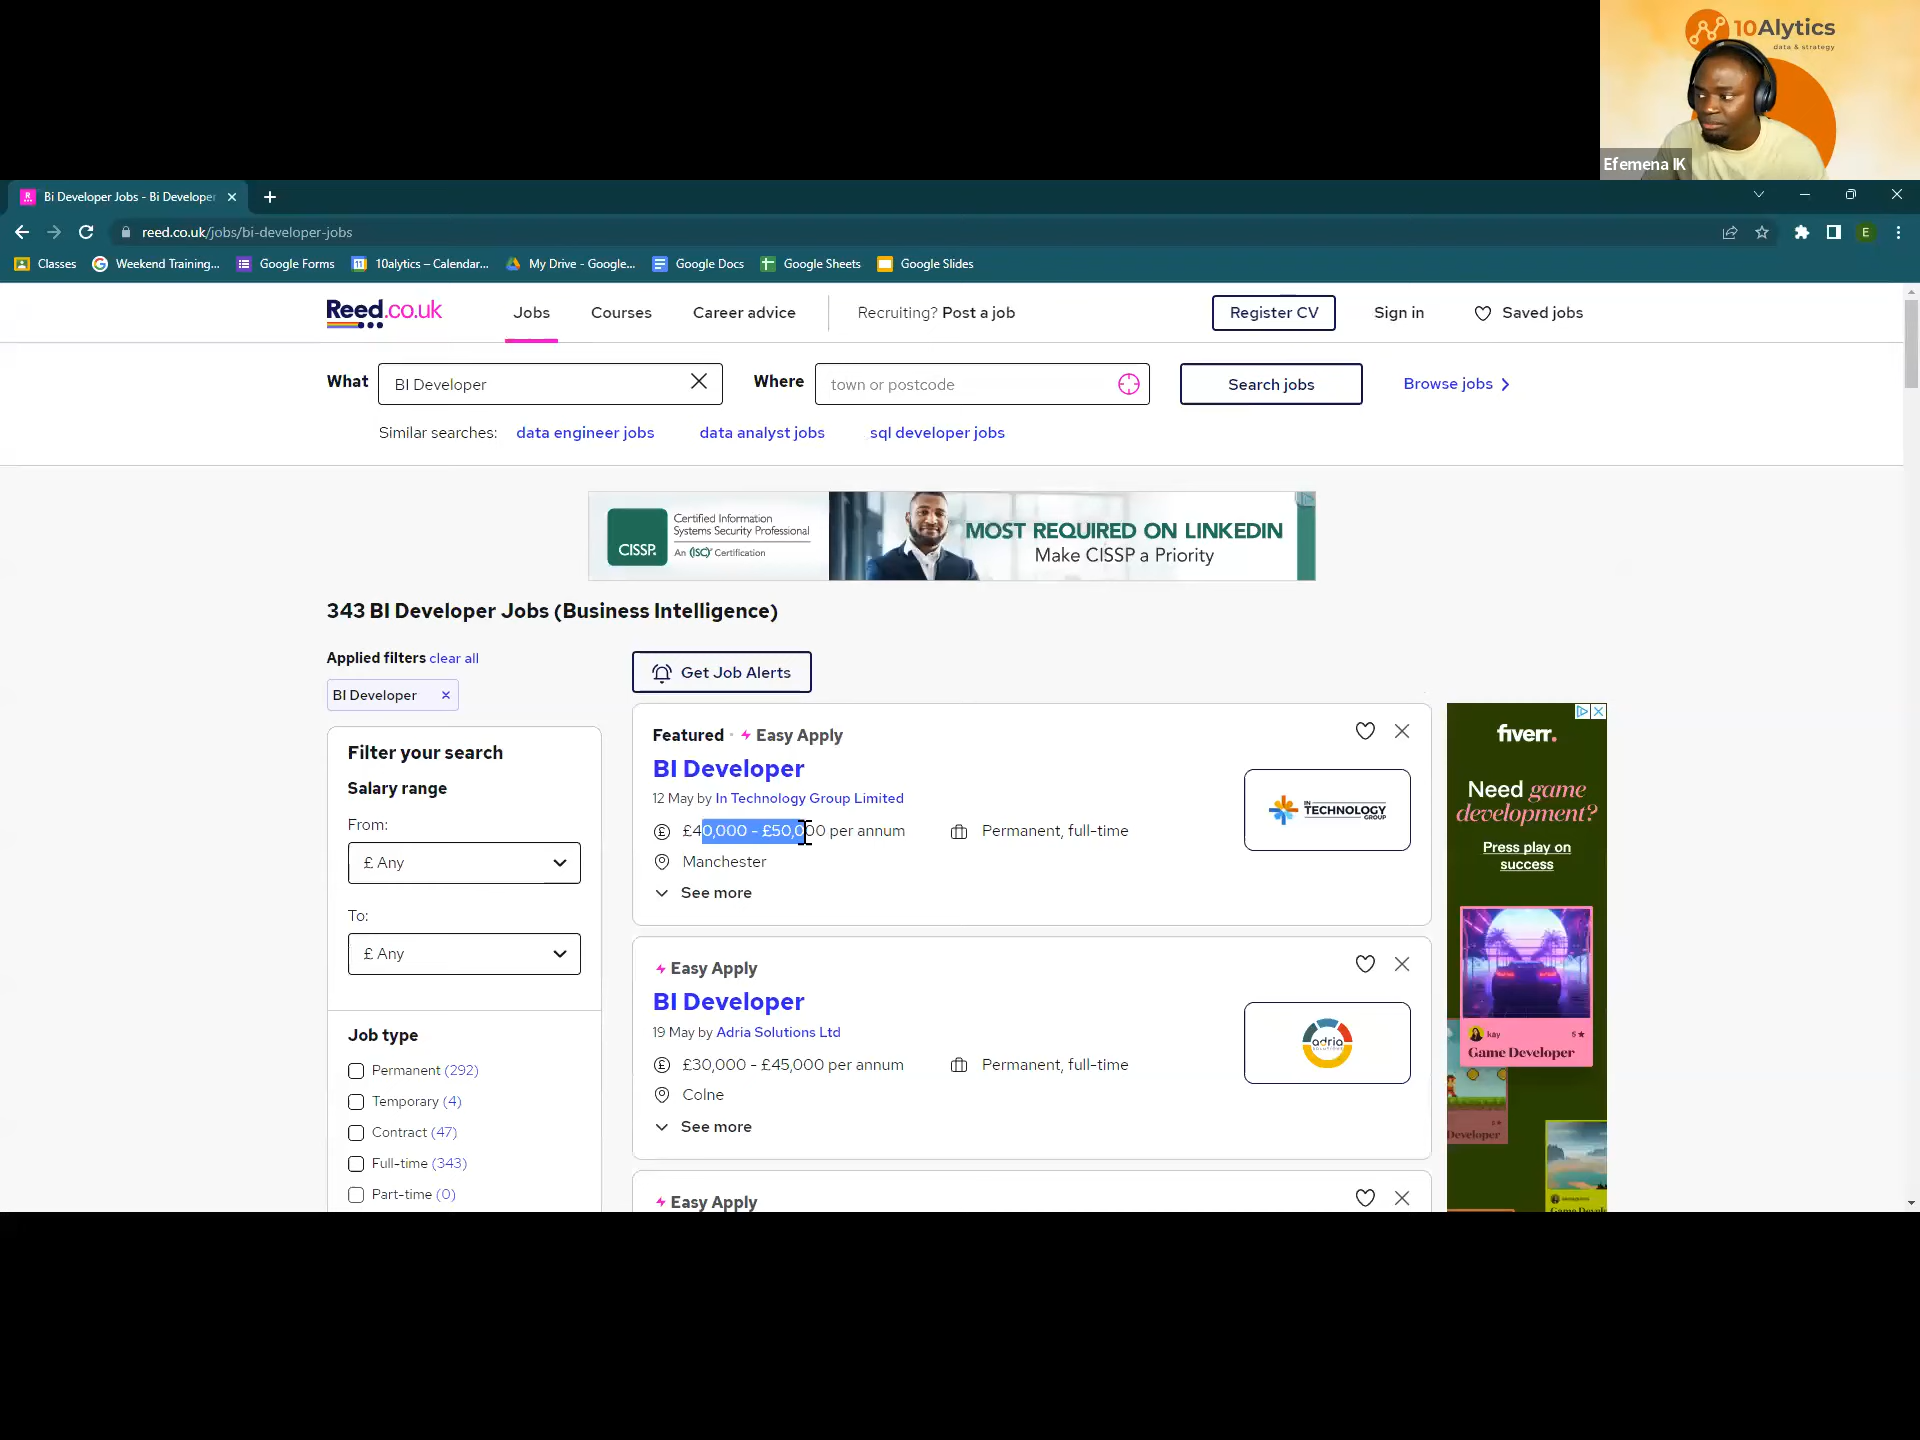 10Alytics
data & strategy
Efemena IK
Bi Developer Jobs - Bi Developer
reed.co.uk/jobs/bi-developer-jobs
E
Classes
Weekend Training...
Google Forms
10alytics – Calendar...
My Drive - Google...
Google Docs
Google Sheets
Google Slides
Reed.co.uk
Jobs
Courses
Career advice
Recruiting? Post a job
Register CV
Sign in
Saved jobs
What
BI Developer
Where
town or postcode
Search jobs
Browse jobs
Similar searches:
data engineer jobs
data analyst jobs
sql developer jobs
CISSP.
Certified Information
Systems Security Professional
An (ISC)² Certification
MOST REQUIRED ON LINKEDIN
Make CISSP a Priority
343 BI Developer Jobs (Business Intelligence)
Applied filters clear all
BI Developer
Filter your search
Salary range
From:
£ Any
To:
£ Any
Job type
Permanent (292)
Temporary (4)
Contract (47)
Full-time (343)
Part-time (0)
Get Job Alerts
Featured · Easy Apply
BI Developer
12 May by In Technology Group Limited
£40,000 - £50,000 per annum
Permanent, full-time
Manchester
See more
IN
TECHNOLOGY
GROUP
Easy Apply
BI Developer
19 May by Adria Solutions Ltd
£30,000 - £45,000 per annum
Permanent, full-time
Colne
See more
adria
Easy Apply
fiverr.
Need game
development?
Press play on
success
kay
5★
Game Developer
Developer